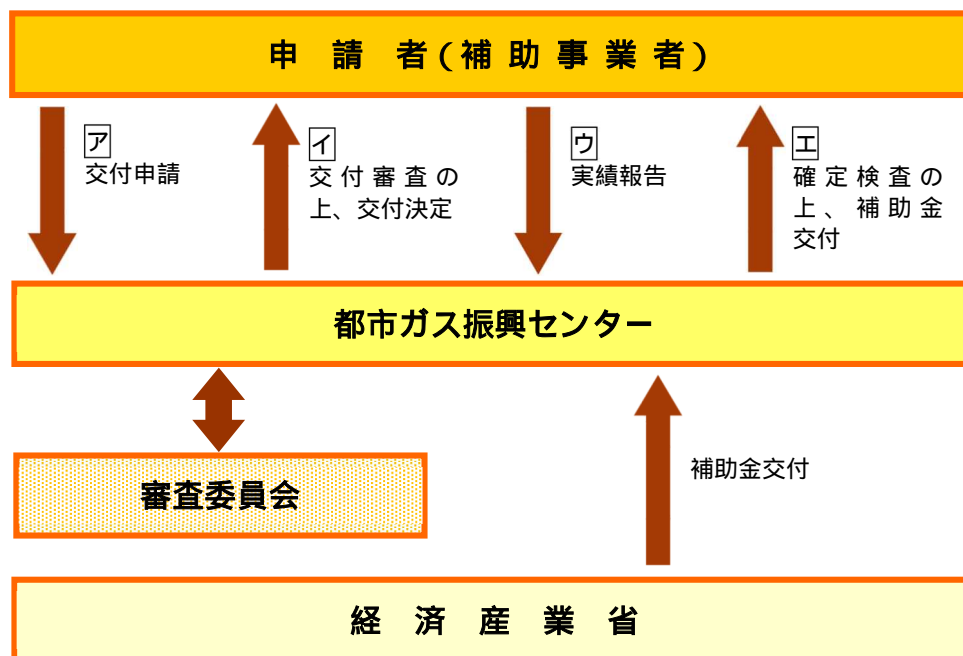 申請者(補助事業者)
ア
交付申請
イ
交付審査の
上、交付決定
ウ
実績報告
エ
確定検査の
上、補助金
交付
都市ガス振興センター
審査委員会
補助金交付
経済産業省